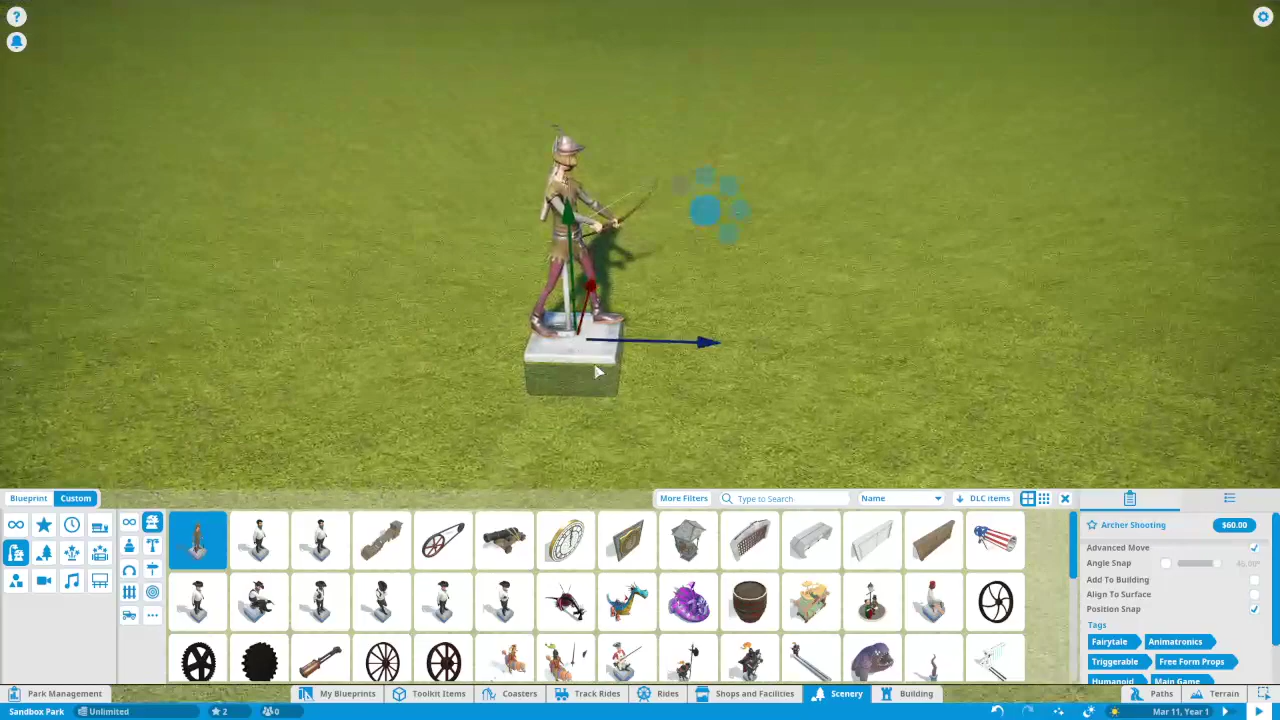 ?
Blueprint Custom
More Filters Type to Search Name DLC items
Archer Shooting $60.00
Advanced Move
Angle Snap 45.00°
Add To Building
Align To Surface
Position Snap
Tags
Fairytale Animatronics
Triggerable Free Form Props
Humanoid Main Game
Park Management My Blueprints Toolkit Items Coasters Track Rides Rides Shops and Facilities Scenery Building Paths Terrain
Sandbox Park Unlimited 2 0 Mar 11, Year 1